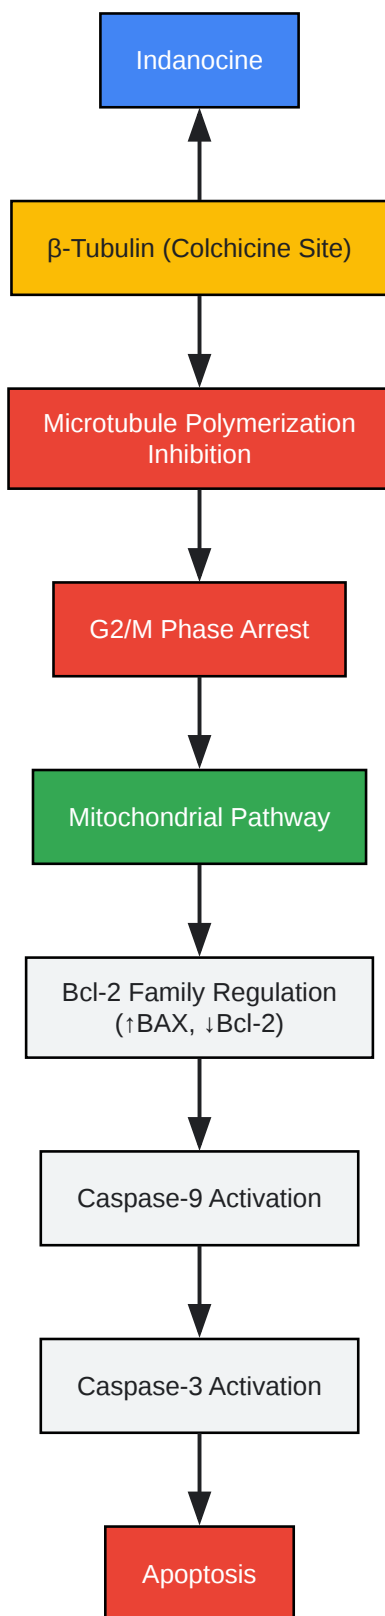 Indanocine
β-Tubulin (Colchicine Site)
Microtubule Polymerization
Inhibition
G2/M Phase Arrest
Mitochondrial Pathway
Bcl-2 Family Regulation
(↑BAX, ↓Bcl-2)
Caspase-9 Activation
Caspase-3 Activation
Apoptosis